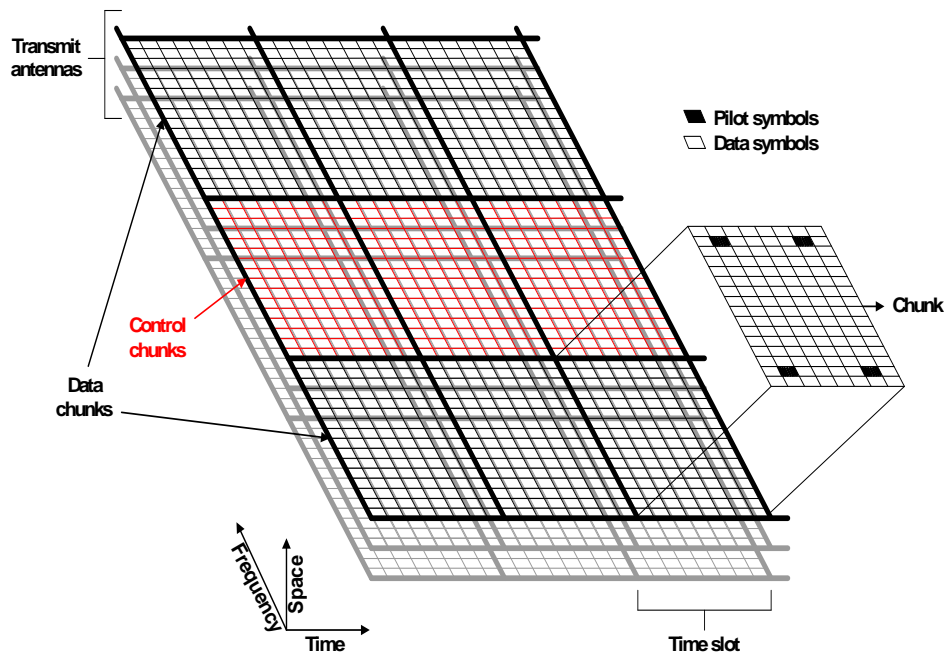 Transmit
antennas
Pilot symbols
Data symbols
Chunk
Control
chunks
Data
chunks
Frequency
Space
Time
Time slot